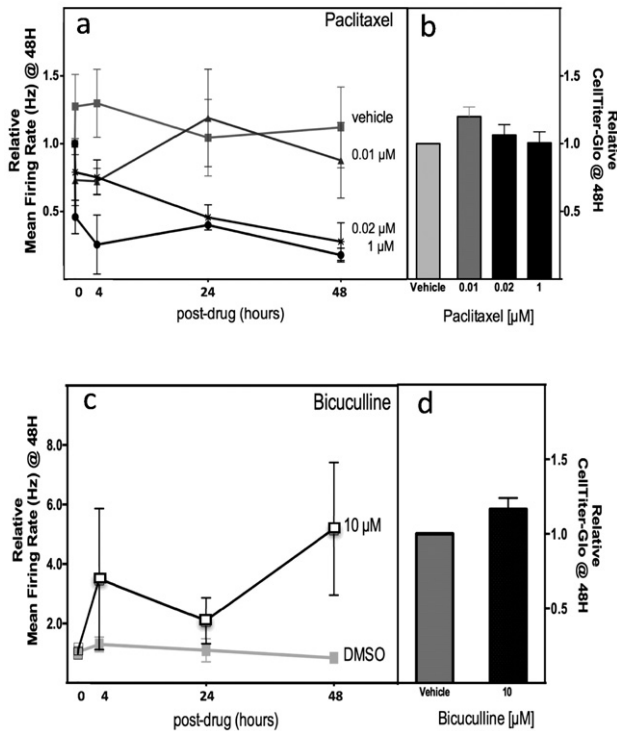 a
Paclitaxel
Relative
Mean Firing Rate (Hz) @ 48H
1.5
1.0
0.5
vehicle
0.01 µM
0.02 µM
1 µM
0
4
24
48
post-drug (hours)
b
1.5
1.0
0.5
Relative
CellTiter-Glo @ 48H
Vehicle
0.01
0.02
1
Paclitaxel [µM]
c
Bicuculline
Relative
Mean Firing Rate (Hz) @ 48H
8.0
6.0
4.0
2.0
10 µM
DMSO
0
4
24
48
post-drug (hours)
d
1.5
1.0
0.5
Relative
CellTiter-Glo @ 48H
Vehicle
10
Bicuculline [µM]